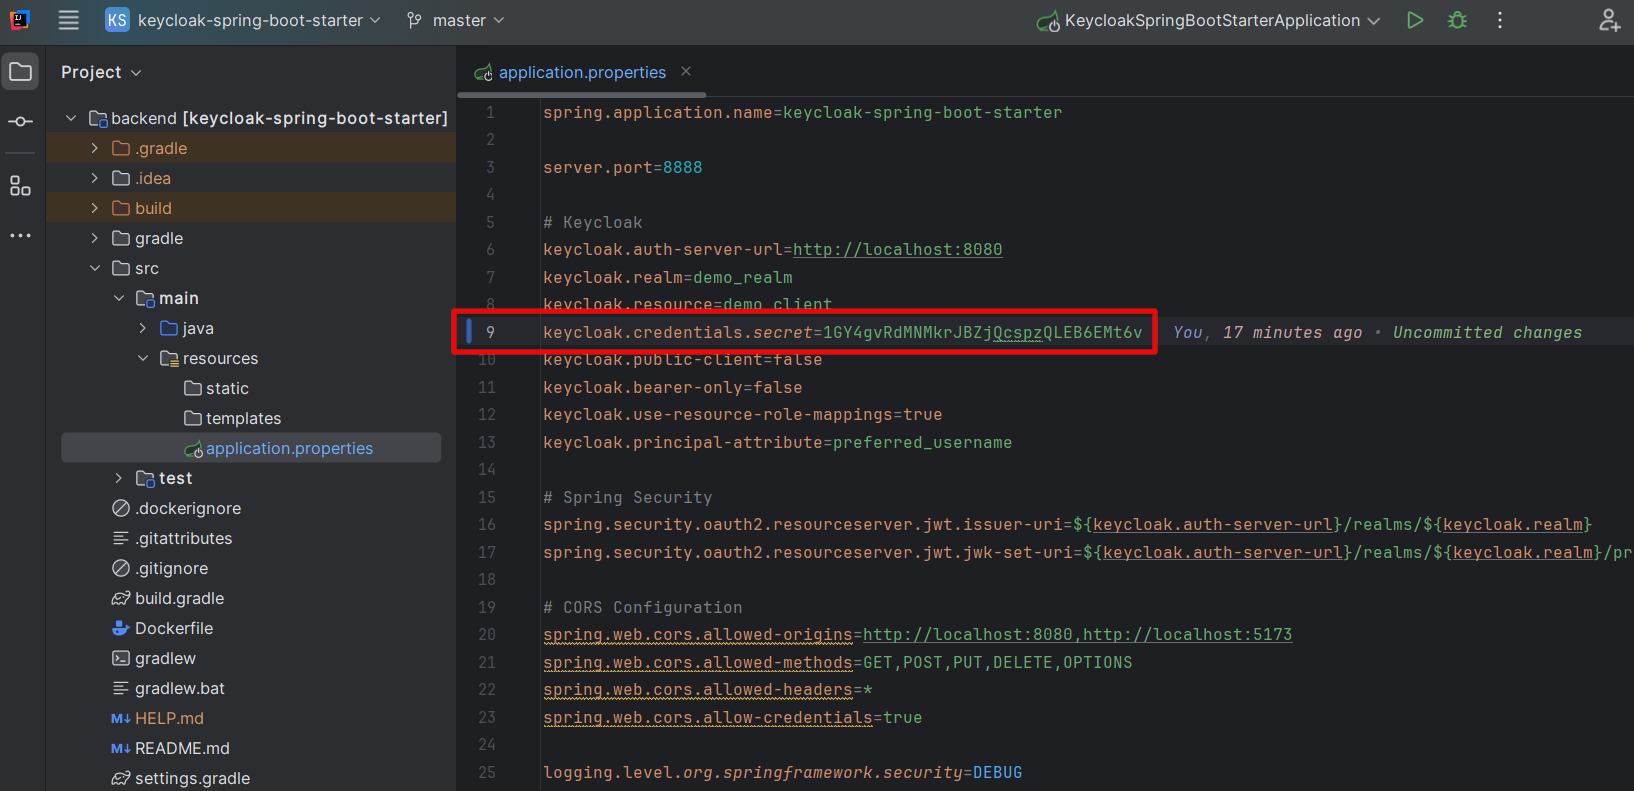 KS keycloak-spring-boot-starter master KeycloakSpringBootStarterApplication
Project
application.properties
backend [keycloak-spring-boot-starter]
.gradle
.idea
build
gradle
src
main
java
resources
static
templates
application.properties
test
.dockerignore
.gitattributes
.gitignore
build.gradle
Dockerfile
gradlew
gradlew.bat
M↓ HELP.md
M↓ README.md
settings.gradle
1 spring.application.name=keycloak-spring-boot-starter
2
3 server.port=8888
4
5 # Keycloak
6 keycloak.auth-server-url=http://localhost:8080
7 keycloak.realm=demo_realm
8 keycloak.resource=demo_client
9 keycloak.credentials.secret=1GY4gvRdMNMkrJBZjQcspzQLEB6EMt6v You, 17 minutes ago • Uncommitted changes
10 keycloak.public-client=false
11 keycloak.bearer-only=false
12 keycloak.use-resource-role-mappings=true
13 keycloak.principal-attribute=preferred_username
14
15 # Spring Security
16 spring.security.oauth2.resourceserver.jwt.issuer-uri=${keycloak.auth-server-url}/realms/${keycloak.realm}
17 spring.security.oauth2.resourceserver.jwt.jwk-set-uri=${keycloak.auth-server-url}/realms/${keycloak.realm}/pr
18
19 # CORS Configuration
20 spring.web.cors.allowed-origins=http://localhost:8080,http://localhost:5173
21 spring.web.cors.allowed-methods=GET,POST,PUT,DELETE,OPTIONS
22 spring.web.cors.allowed-headers=*
23 spring.web.cors.allow-credentials=true
24
25 logging.level.org.springframework.security=DEBUG